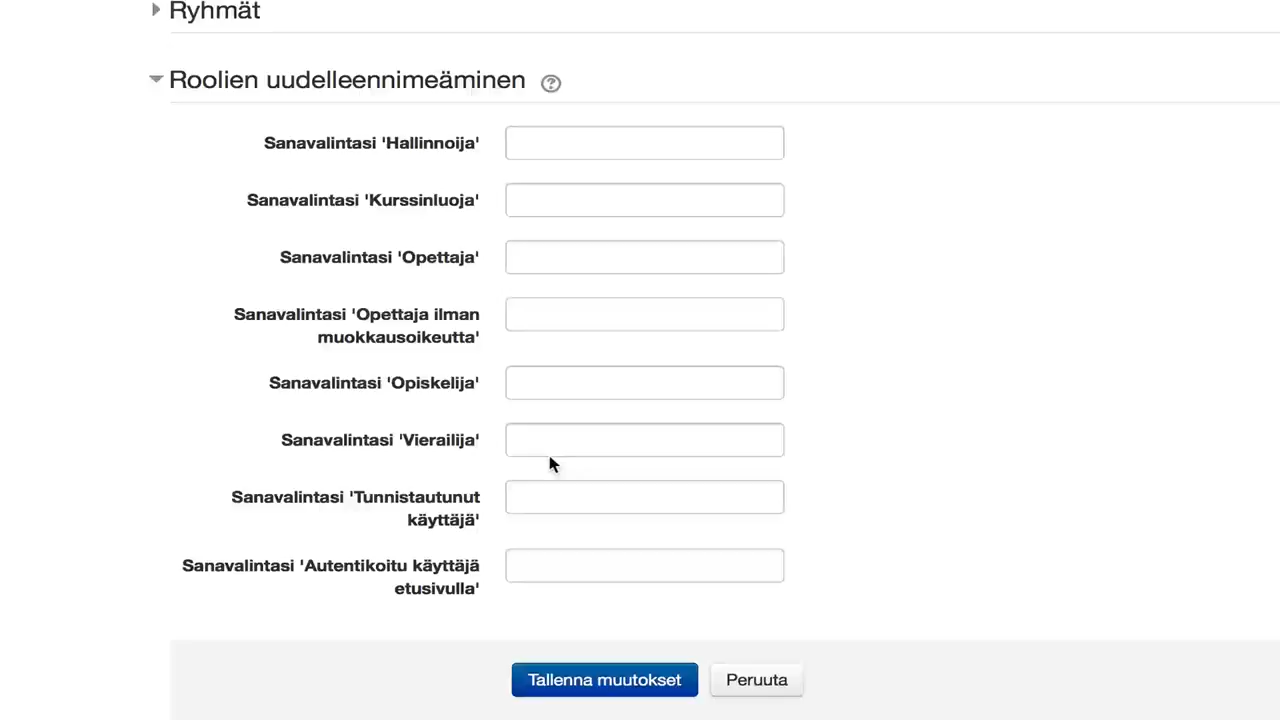 Ryhmät
Roolien uudelleennimeäminen ?
Sanavalintasi 'Hallinnoija'
Sanavalintasi 'Kurssinluoja'
Sanavalintasi 'Opettaja'
Sanavalintasi 'Opettaja ilman
muokkausoikeutta'
Sanavalintasi 'Opiskelija'
Sanavalintasi 'Vierailija'
Sanavalintasi 'Tunnistautunut
käyttäjä'
Sanavalintasi 'Autentikoitu käyttäjä
etusivulla'
Tallenna muutokset
Peruuta